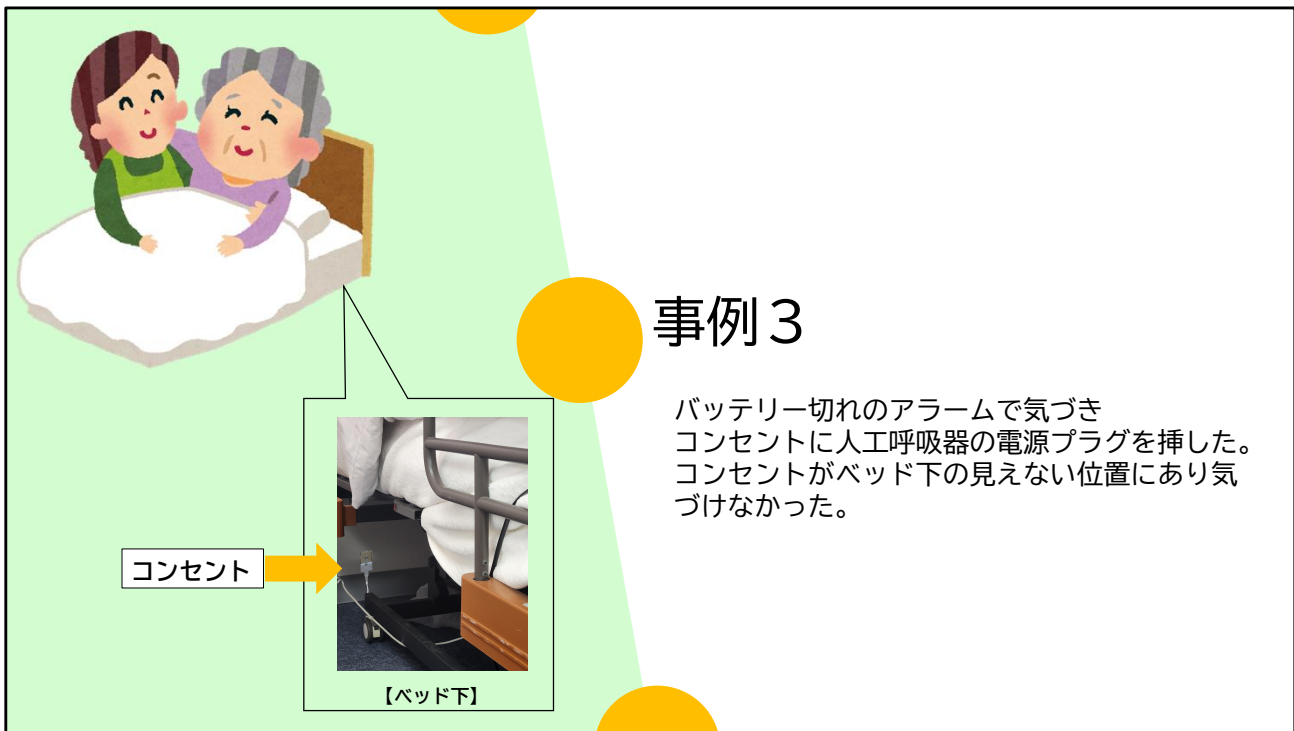 事例３
バッテリー切れのアラームで気づき
コンセントに人工呼吸器の電源プラグを挿した。
コンセントがベッド下の見えない位置にあり気
づけなかった。
コンセント
【ベッド下】